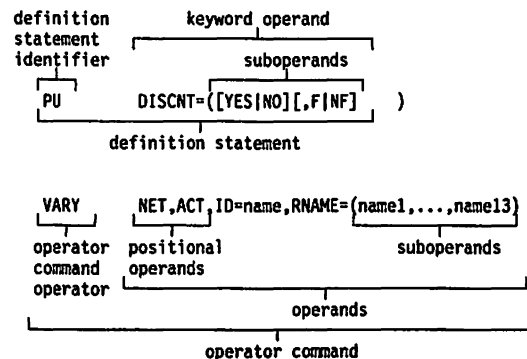 definition keyword operand
statement
identifier suboperands
PU DISCNT=([YES|NO][,F|NF] )
definition statement
VARY NET,ACT,ID=name,RNAME=(name1,...,name13)
operator positional suboperands
command operands
operator
operands
operator command